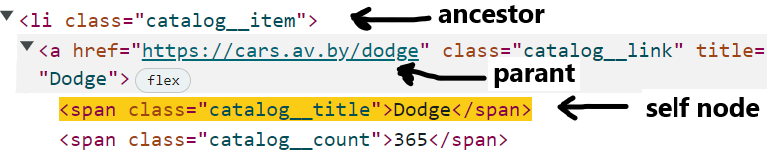 <li class="catalog__item"> ancestor
<a href="https://cars.av.by/dodge" class="catalog__link" title=
"Dodge"> flex parant
<span class="catalog__title">Dodge</span> self node
<span class="catalog__count">365</span>